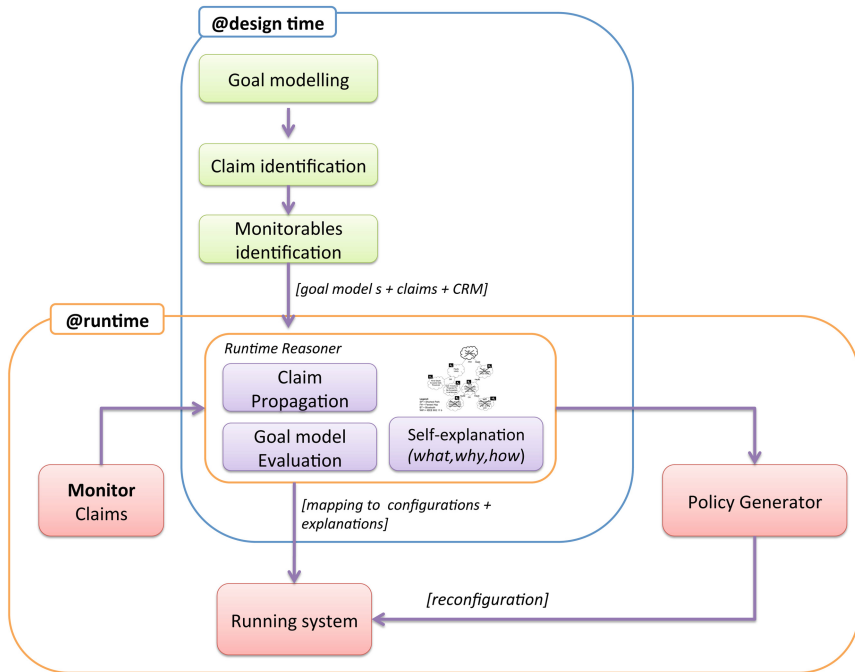 @design time
Goal modelling
Claim identification
Monitorables
identification
[goal model s + claims + CRM]
@runtime
Runtime Reasoner
Claim
Propagation
Goal model
Evaluation
Self-explanation
(what,why,how)
Monitor
Claims
Policy Generator
[mapping to configurations +
explanations]
Running system
[reconfiguration]